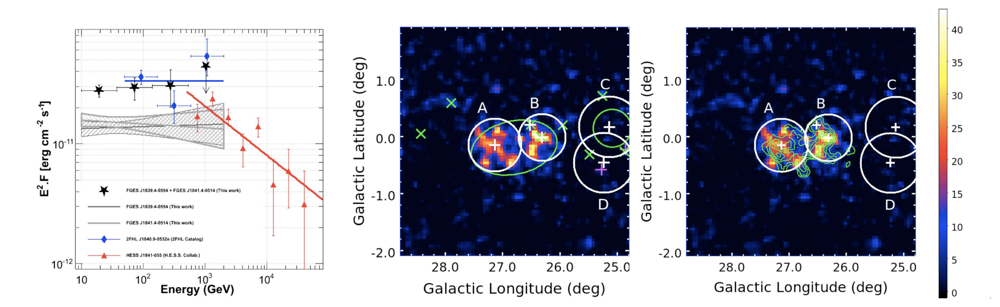 E².F [erg cm⁻² s⁻¹]
10⁻¹¹
10⁻¹²
FGES J1839.4-0554 + FGES J1841.4-0514 (This work)
FGES J1839.4-0554 (This work)
FGES J1841.4-0514 (This work)
2FHL J1840.9-0532e (2FHL Catalog)
HESS J1841-055 (H.E.S.S. Collab.)
10 10² 10³ 10⁴
Energy (GeV)
Galactic Latitude (deg)
1.0
0.0
-1.0
-2.0
A
B
C
D
28.0 27.0 26.0 25.0
Galactic Longitude (deg)
Galactic Latitude (deg)
1.0
0.0
-1.0
-2.0
A
B
C
D
28.0 27.0 26.0 25.0
Galactic Longitude (deg)
40
35
30
25
20
15
10
5
0